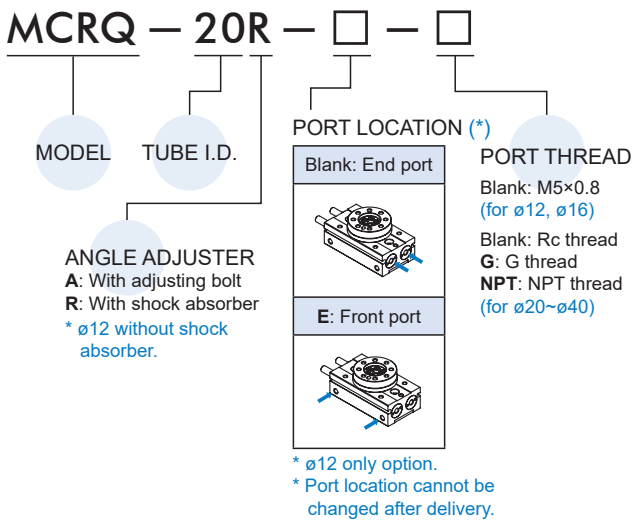 MCRQ – 20R – □ – □
MODEL
TUBE I.D.
ANGLE ADJUSTER
A: With adjusting bolt
R: With shock absorber
* ø12 without shock
absorber.
PORT LOCATION (*)
Blank: End port
E: Front port
* ø12 only option.
* Port location cannot be
changed after delivery.
PORT THREAD
Blank: M5×0.8
(for ø12, ø16)
Blank: Rc thread
G: G thread
NPT: NPT thread
(for ø20~ø40)